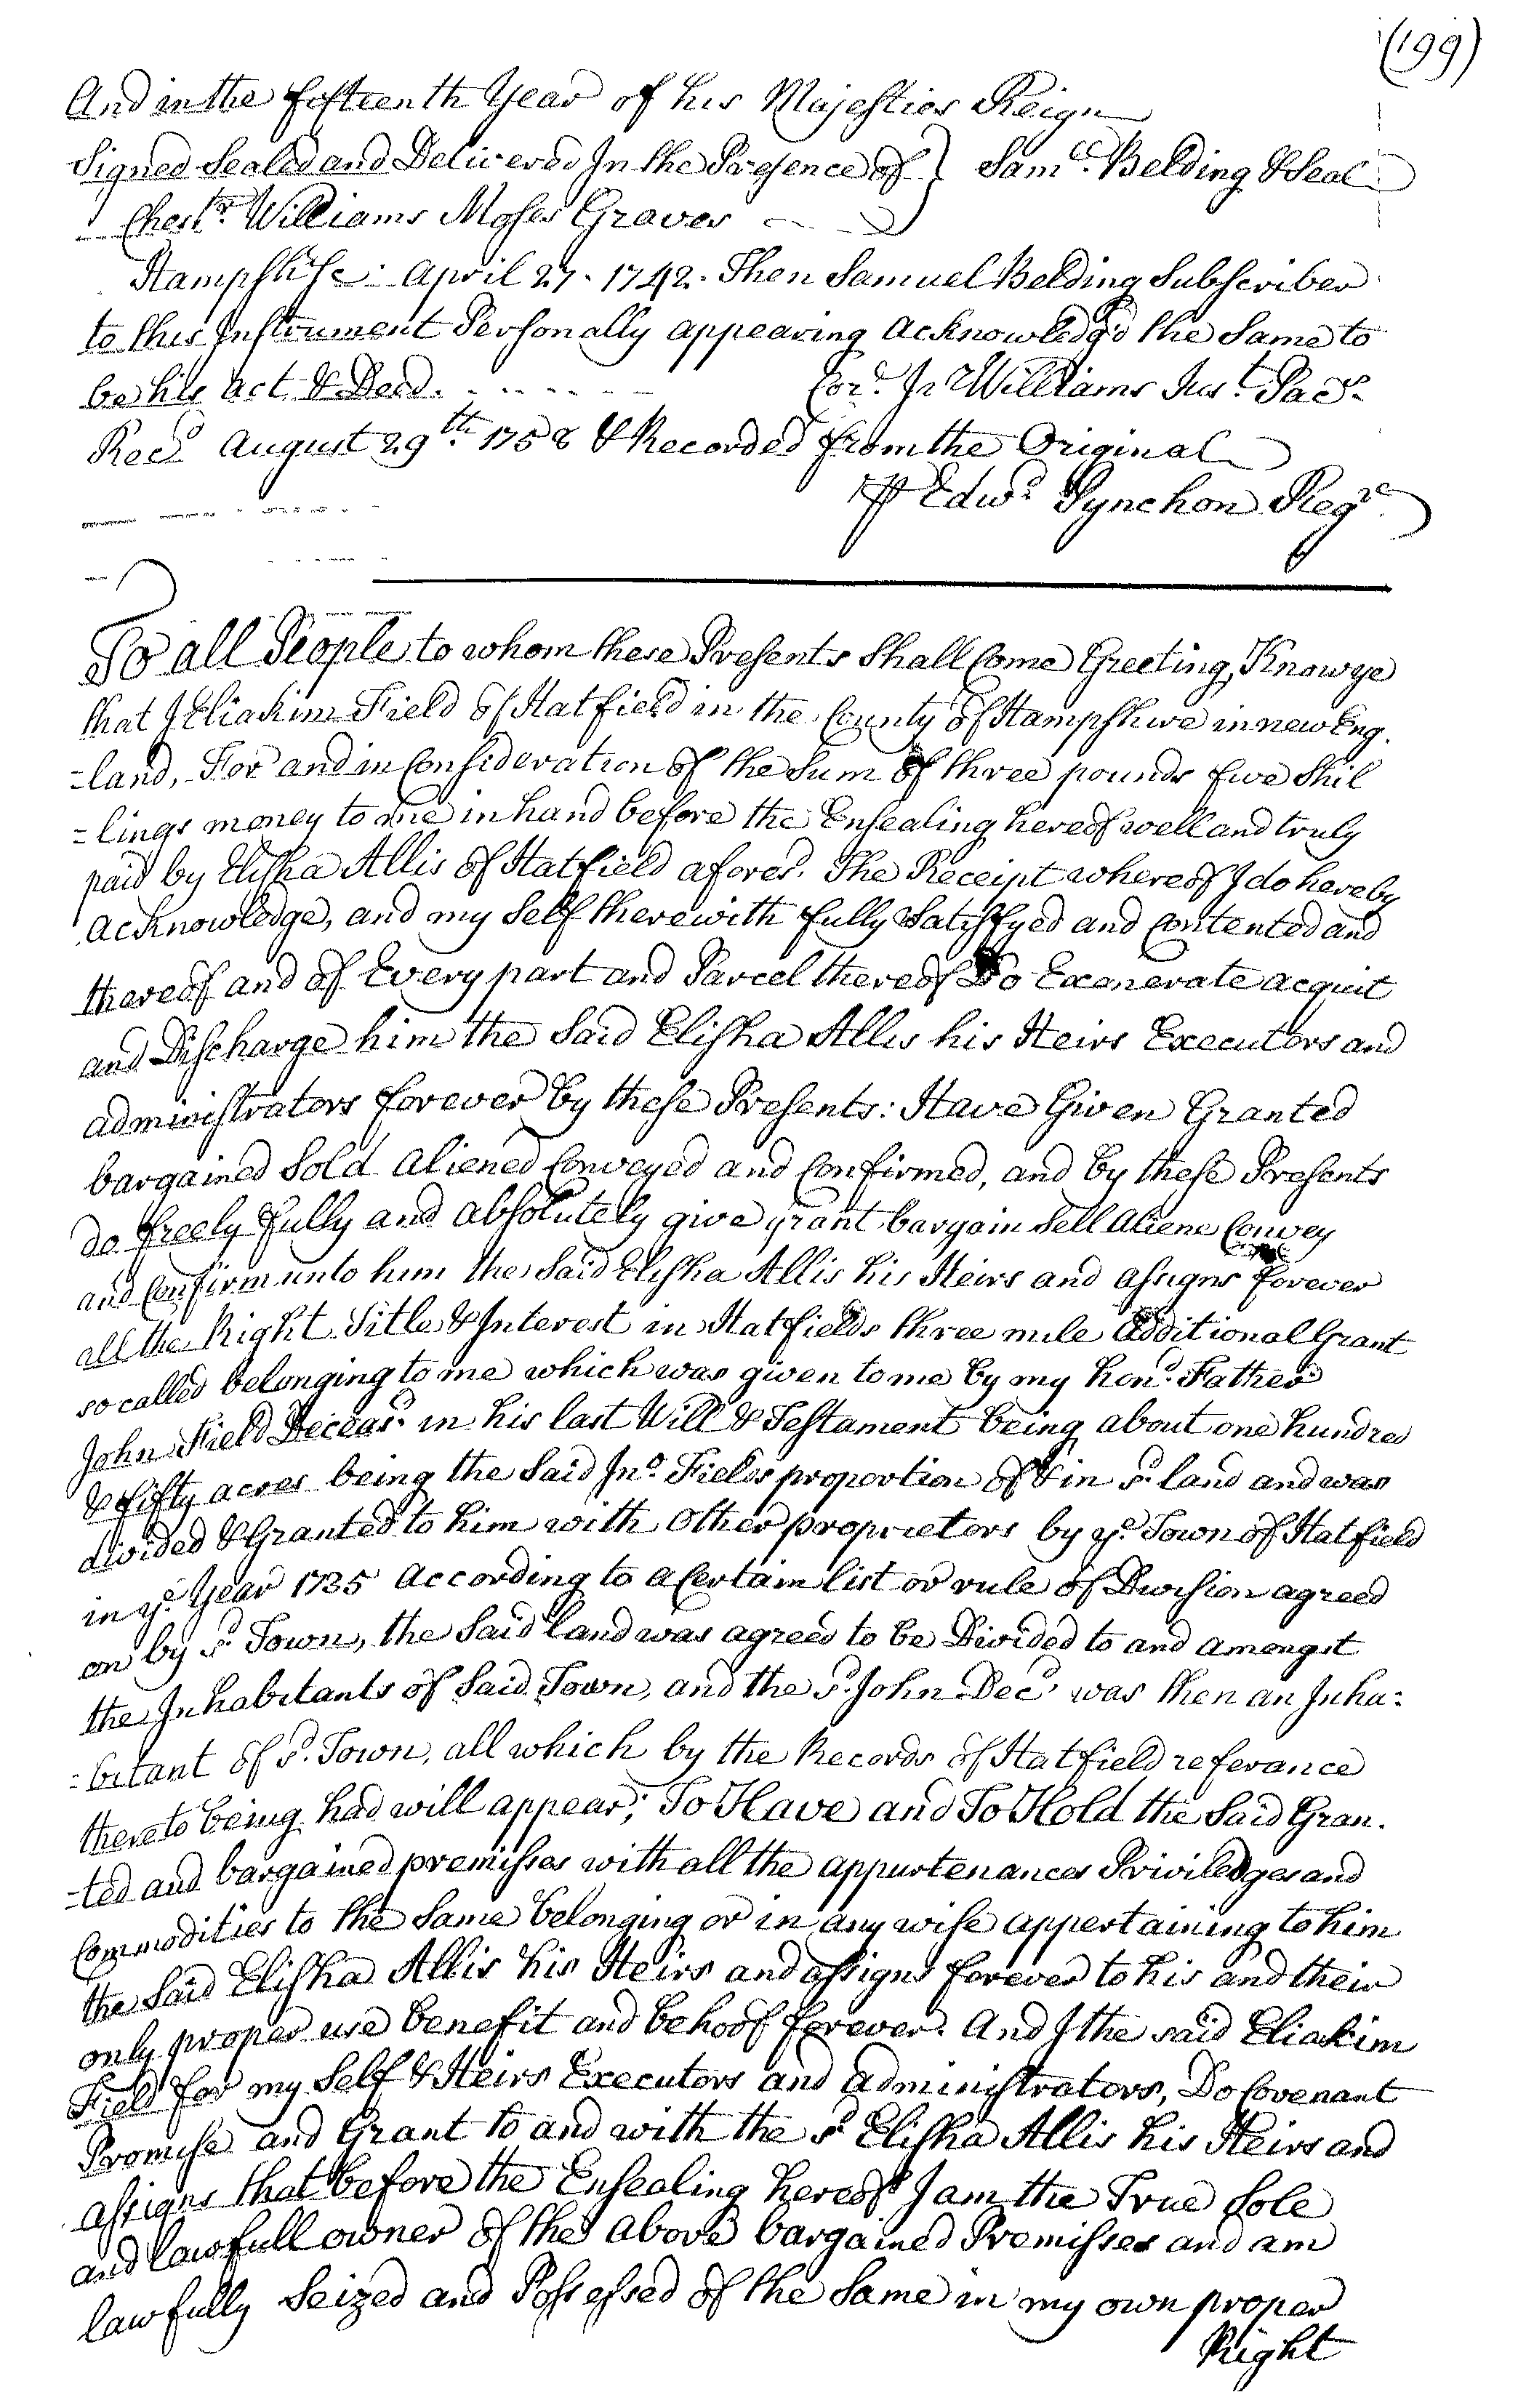 (199)
And in the fifteenth Year of his Majesties Reign
Signed Sealed and Delivered In the Presence of } Sam.ll Belding & Seal
Chest.r Williams Moses Graves
Hampshire: April 27. 1742. Then Samuel Belding Subscriber
to this Instrument Personally appearing Acknowledg'd the Same to
be his Act & Deed. Cor.d Is Williams Jus.t Pac.s
Rec.d August 29.th 1758 & Recorded from the Original
⅌ Edw.d Pynchon Reg.r
To all People to whom these Presents Shall Come Greeting, Know ye
that I Eliakim Field of Hatfield in the County of Hampshire in new Eng.
=land, For and in Consideration of the Sum of three pounds five Shil
=lings money to me in hand before the Ensealing hereof well and truly
paid by Elisha Allis of Hatfield afores.d The Receipt whereof I do hereby
acknowledge, and my Self therewith fully Satisfyed and Contented and
thereof and of Every part and Parcel thereof Do Exonerate acquit
and Discharge him the Said Elisha Allis his Heirs Executors and
administrators forever by these Presents: Have Given Granted
bargained Sold Aliened Conveyed and Confirmed, and by these Presents
do freely fully and absolutely give grant bargain Sell Aliene Convey
and Confirm unto him the Said Elisha Allis his Heirs and assigns forever
all the Right Title & Interest in Hatfields three mile Additional Grant
so called belonging to me which was given to me by my hon.d Father
John Field Deceas.d in his last Will & Testament being about one hundred
& fifty acres being the Said Jn.o Fields proportion of & in s.d land and was
divided & Granted to him with other proprietors by y.e Town of Hatfield
in y.e Year 1735 According to a Certain list or rule of Division agreed
on by s.d Town, the Said land was agreed to be Divided to and amongst
the Inhabitants of Said Town, and the s.d John Dec.d was then an Inha:
=bitant of s.d Town, all which by the Records of Hatfield referance
thereto being had will appear; To Have and To Hold the Said Gran.
=ted and bargained premisses with all the appurtenances Priviledges and
Commodities to the Same belonging or in any wise appertaining to him
the Said Elisha Allis his Heirs and assigns forever to his and their
only proper use benefit and behoof forever. And I the said Eliakim
Field for my Self & Heirs Executors and administrators, Do Covenant
Promise and Grant to and with the s.d Elisha Allis his Heirs and
assigns that before the Ensealing hereof I am the True Sole
and lawfull owner of the above bargained Premisses and am
lawfully Seized and Possessed of the Same in my own proper
Right